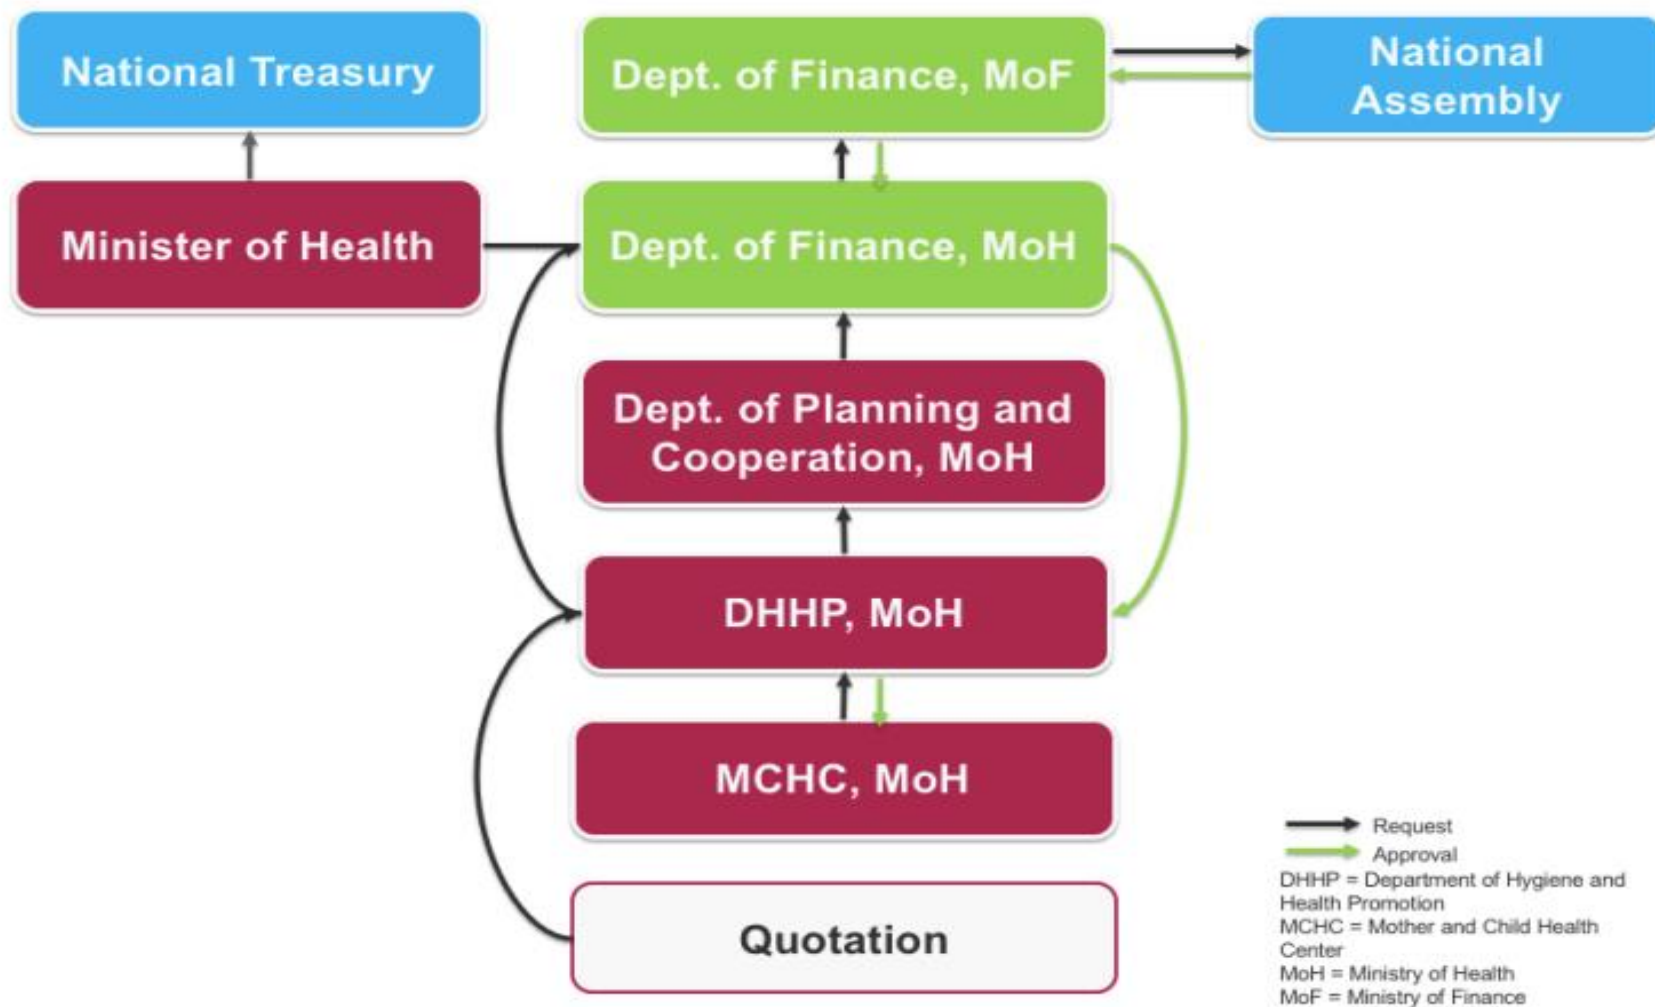 National Treasury
Dept. of Finance, MoF
National
Assembly
Minister of Health
Dept. of Finance, MoH
Dept. of Planning and
Cooperation, MoH
DHHP, MoH
MCHC, MoH
Quotation
Request
Approval
DHHP = Department of Hygiene and
Health Promotion
MCHC = Mother and Child Health
Center
MoH = Ministry of Health
MoF = Ministry of Finance